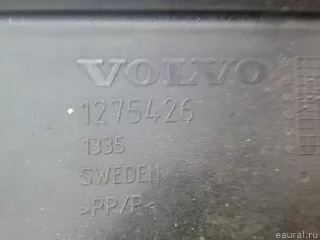 VOLVO
1275426
1335
SWEDEN
>PP/P<
eaural.ru